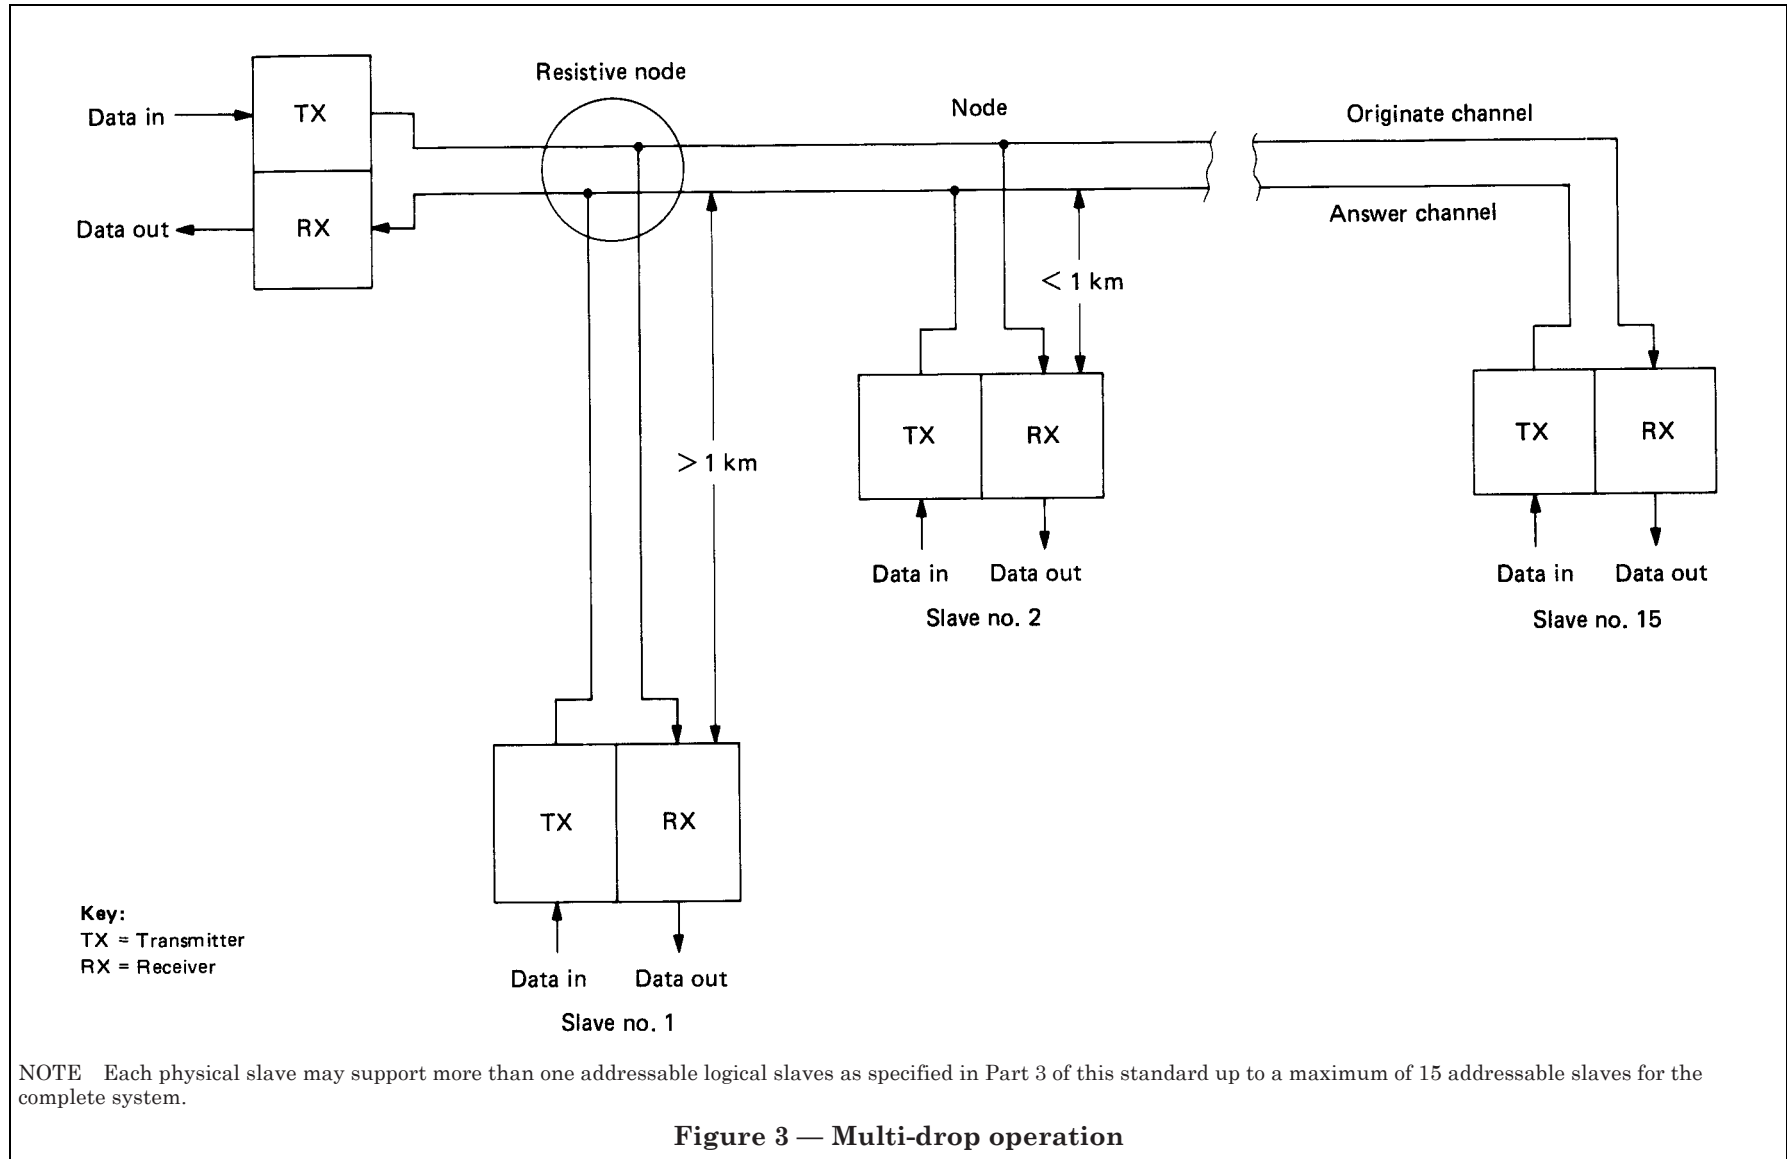 Resistive node
Node
Originate channel
Data in
TX
Answer channel
Data out
RX
< 1 km
> 1 km
TX
RX
TX
RX
Data in
Data out
Data in
Data out
Slave no. 2
Slave no. 15
TX
RX
Key:
TX = Transmitter
RX = Receiver
Data in
Data out
Slave no. 1
NOTE Each physical slave may support more than one addressable logical slaves as specified in Part 3 of this standard up to a maximum of 15 addressable slaves for the
complete system.
Figure 3 — Multi-drop operation